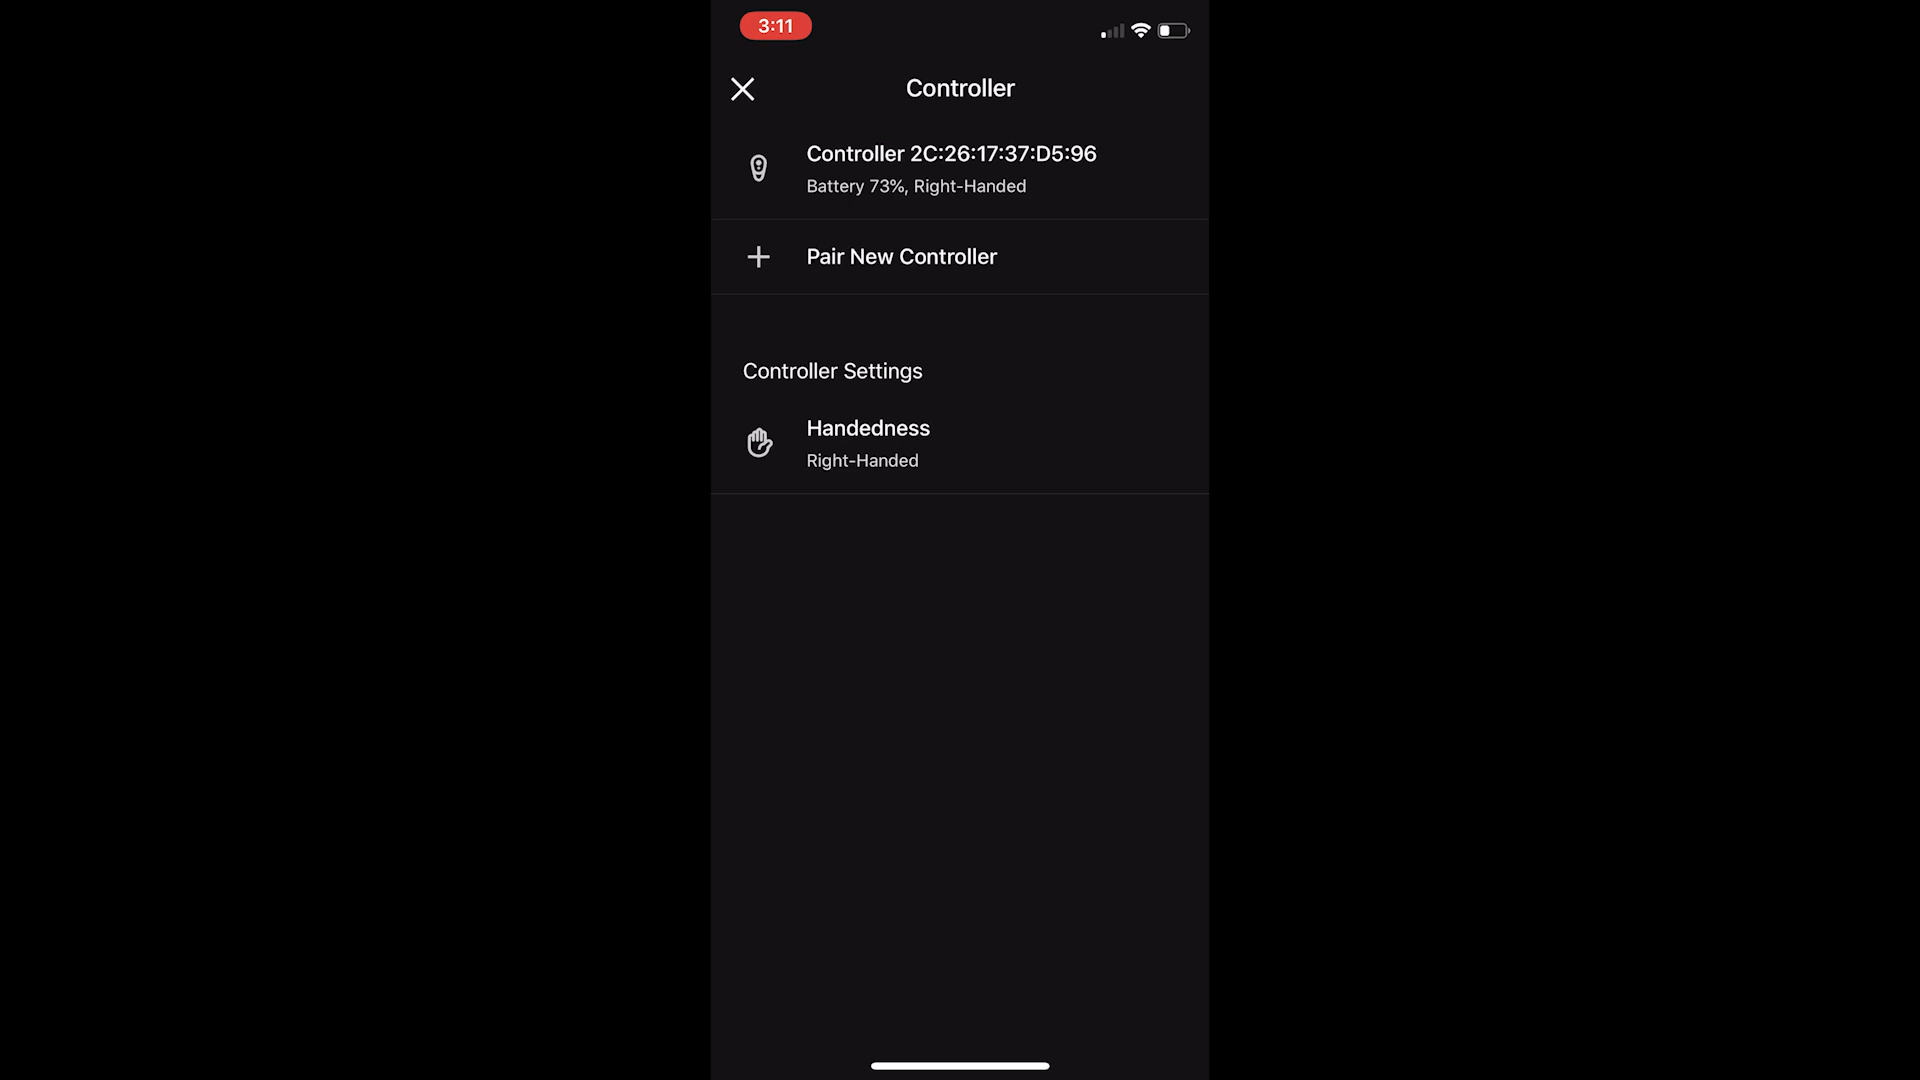 3:11
Controller
Controller 2C:26:17:37:D5:96
Battery 73%, Right-Handed
Pair New Controller
Controller Settings
Handedness
Right-Handed